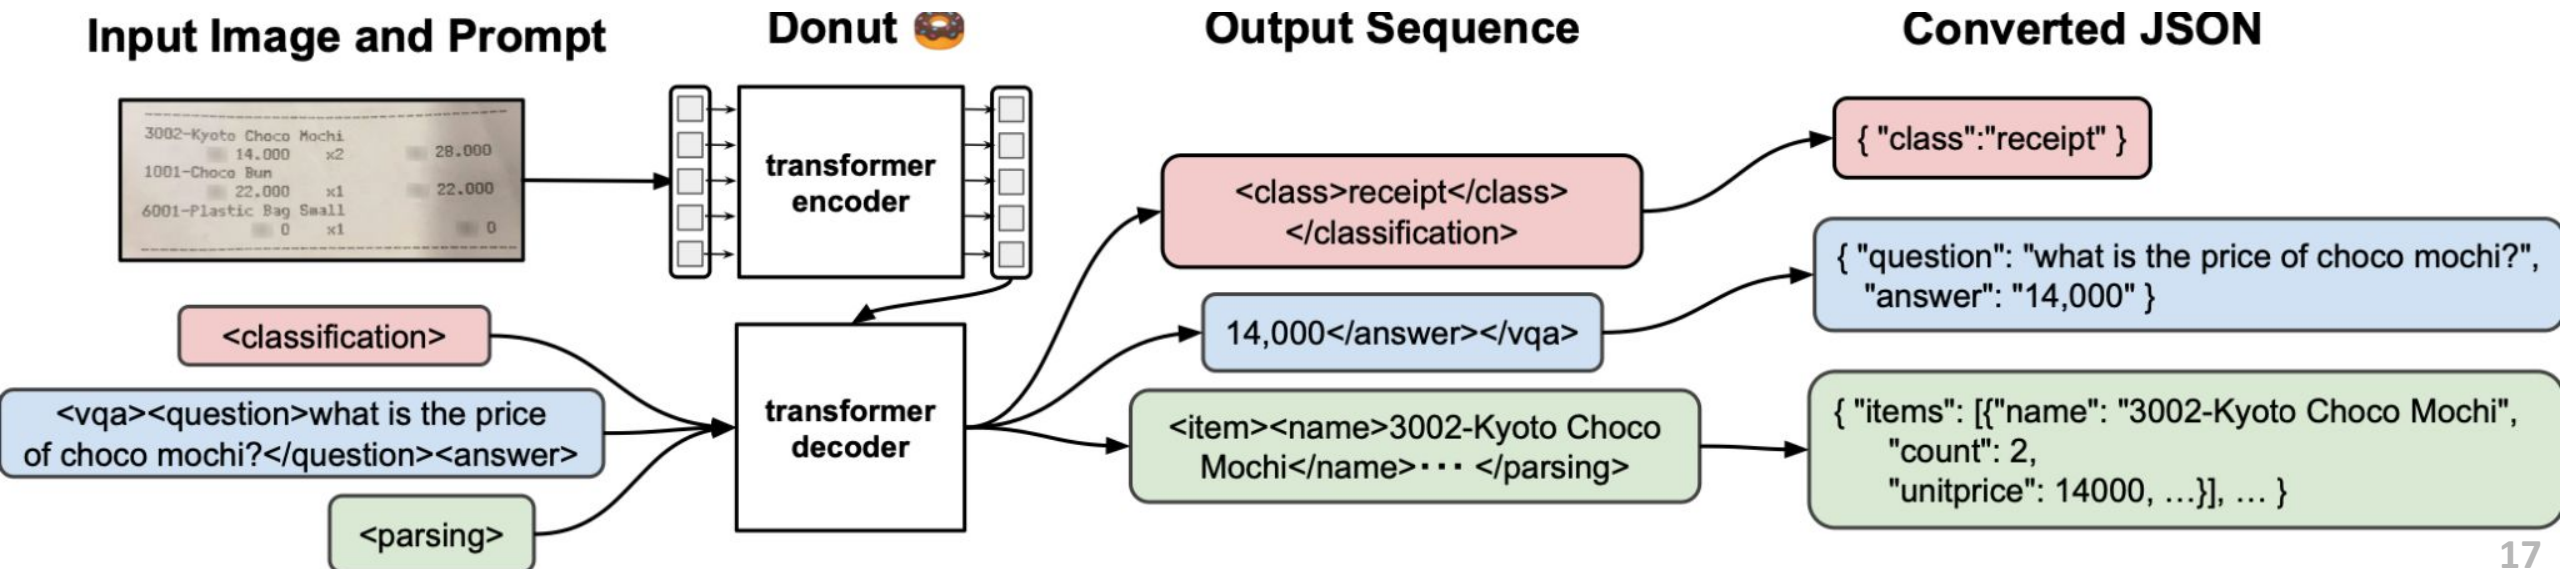 Input Image and Prompt
Donut
Output Sequence
Converted JSON
3002-Kyoto Choco Mochi
14.000 x2 28.000
1001-Choco Bun
22.000 x1 22.000
6001-Plastic Bag Small
0 x1 0
<classification>
<vqa><question>what is the price
of choco mochi?</question><answer>
<parsing>
transformer
encoder
transformer
decoder
<class>receipt</class>
</classification>
14,000</answer></vqa>
<item><name>3002-Kyoto Choco
Mochi</name>··· </parsing>
{ "class":"receipt" }
{ "question": "what is the price of choco mochi?",
"answer": "14,000" }
{ "items": [{"name": "3002-Kyoto Choco Mochi",
"count": 2,
"unitprice": 14000, …}], … }
17